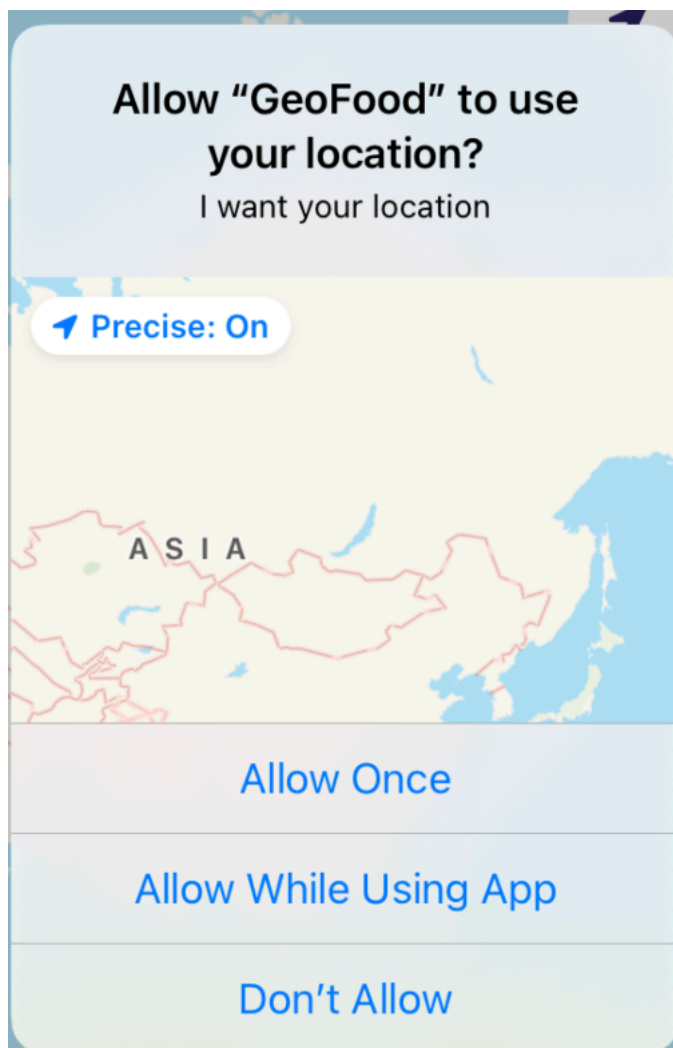 Allow “GeoFood” to use
your location?
I want your location
Precise: On
ASIA
Allow Once
Allow While Using App
Don’t Allow